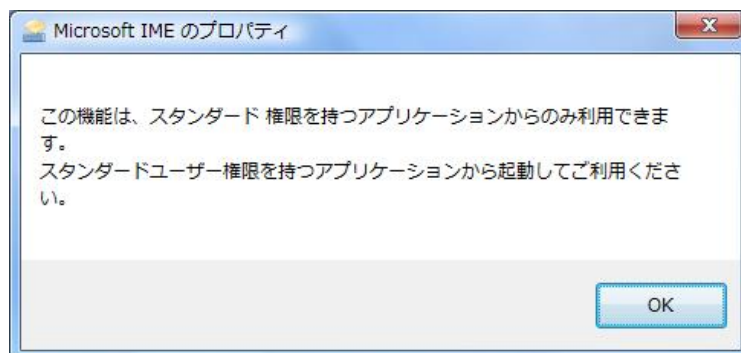 Microsoft IME のプロパティ
この機能は、スタンダード 権限を持つアプリケーションからのみ利用できま
す。
スタンダードユーザー権限を持つアプリケーションから起動してご利用くださ
い。
OK